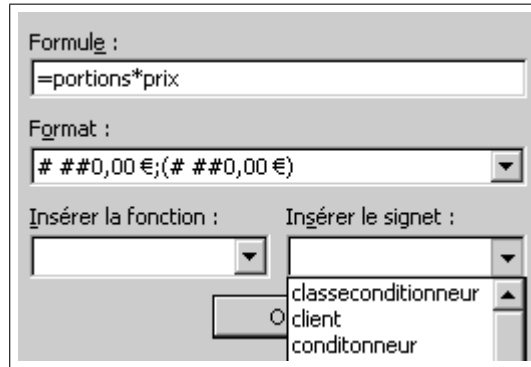 Formule :
=portions*prix
Format :
# ##0,00 €;(# ##0,00 €)
Insérer la fonction : Insérer le signet :
classeconditionneur
client
conditonneur